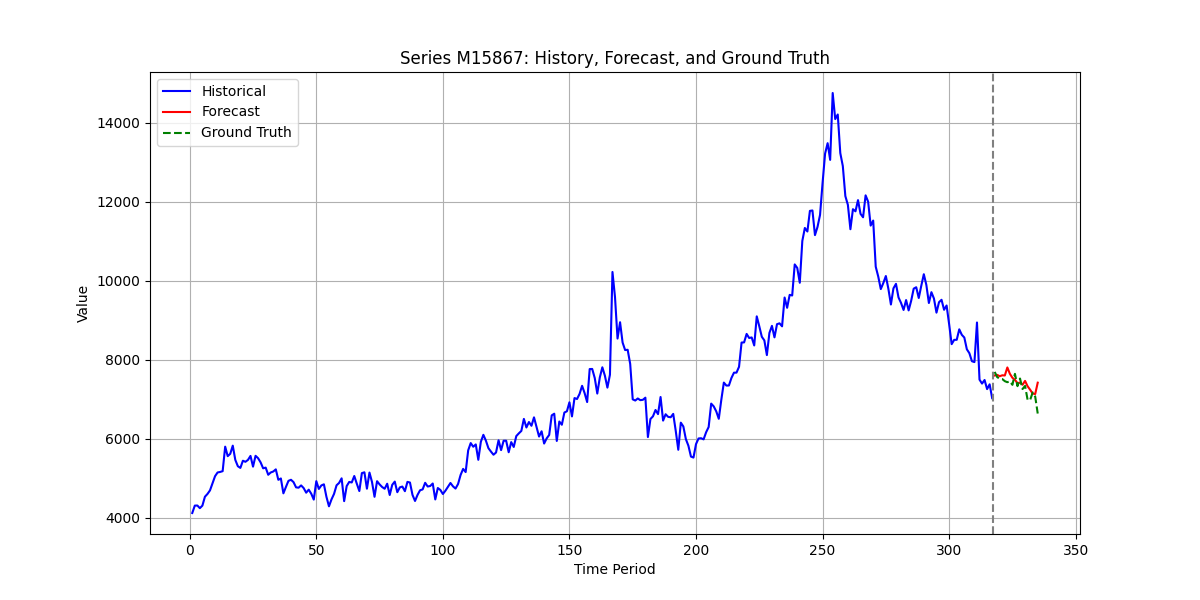 Series M15867: History, Forecast, and Ground Truth
Historical
Forecast
Ground Truth
14000
12000
10000
8000
6000
4000
Value
0 50 100 150 200 250 300 350
Time Period